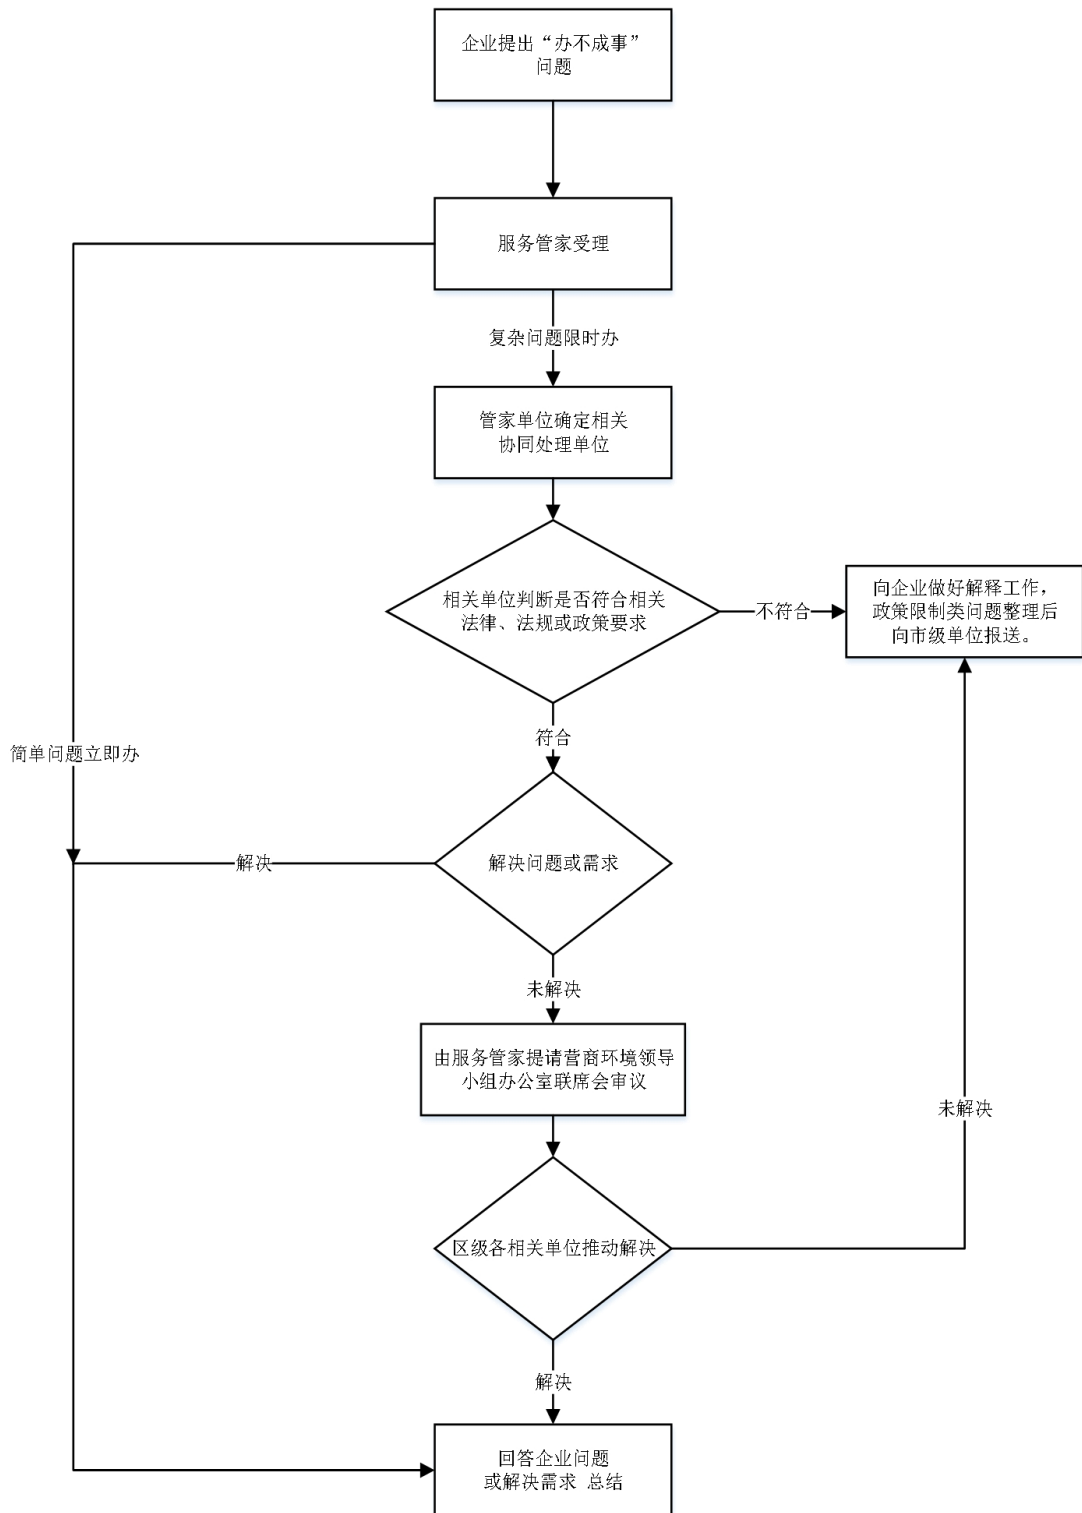 企业提出“办不成事”
问题
服务管家受理
复杂问题限时办
管家单位确定相关
协同处理单位
相关单位判断是否符合相关
法律、法规或政策要求
不符合
向企业做好解释工作，
政策限制类问题整理后
向市级单位报送。
符合
简单问题立即办
解决
解决问题或需求
未解决
由服务管家提请营商环境领导
小组办公室联席会审议
未解决
区级各相关单位推动解决
解决
回答企业问题
或解决需求 总结